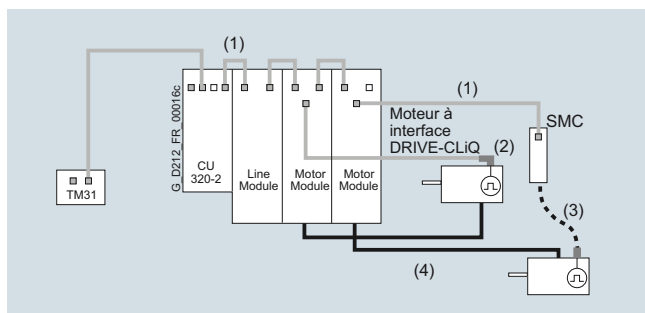 (1)
(1)
G_D212_FR_00016c
Moteur à
interface
DRIVE-CLiQ
(2)
SMC
CU
320-2
Line
Module
Motor
Module
Motor
Module
TM31
(3)
(4)